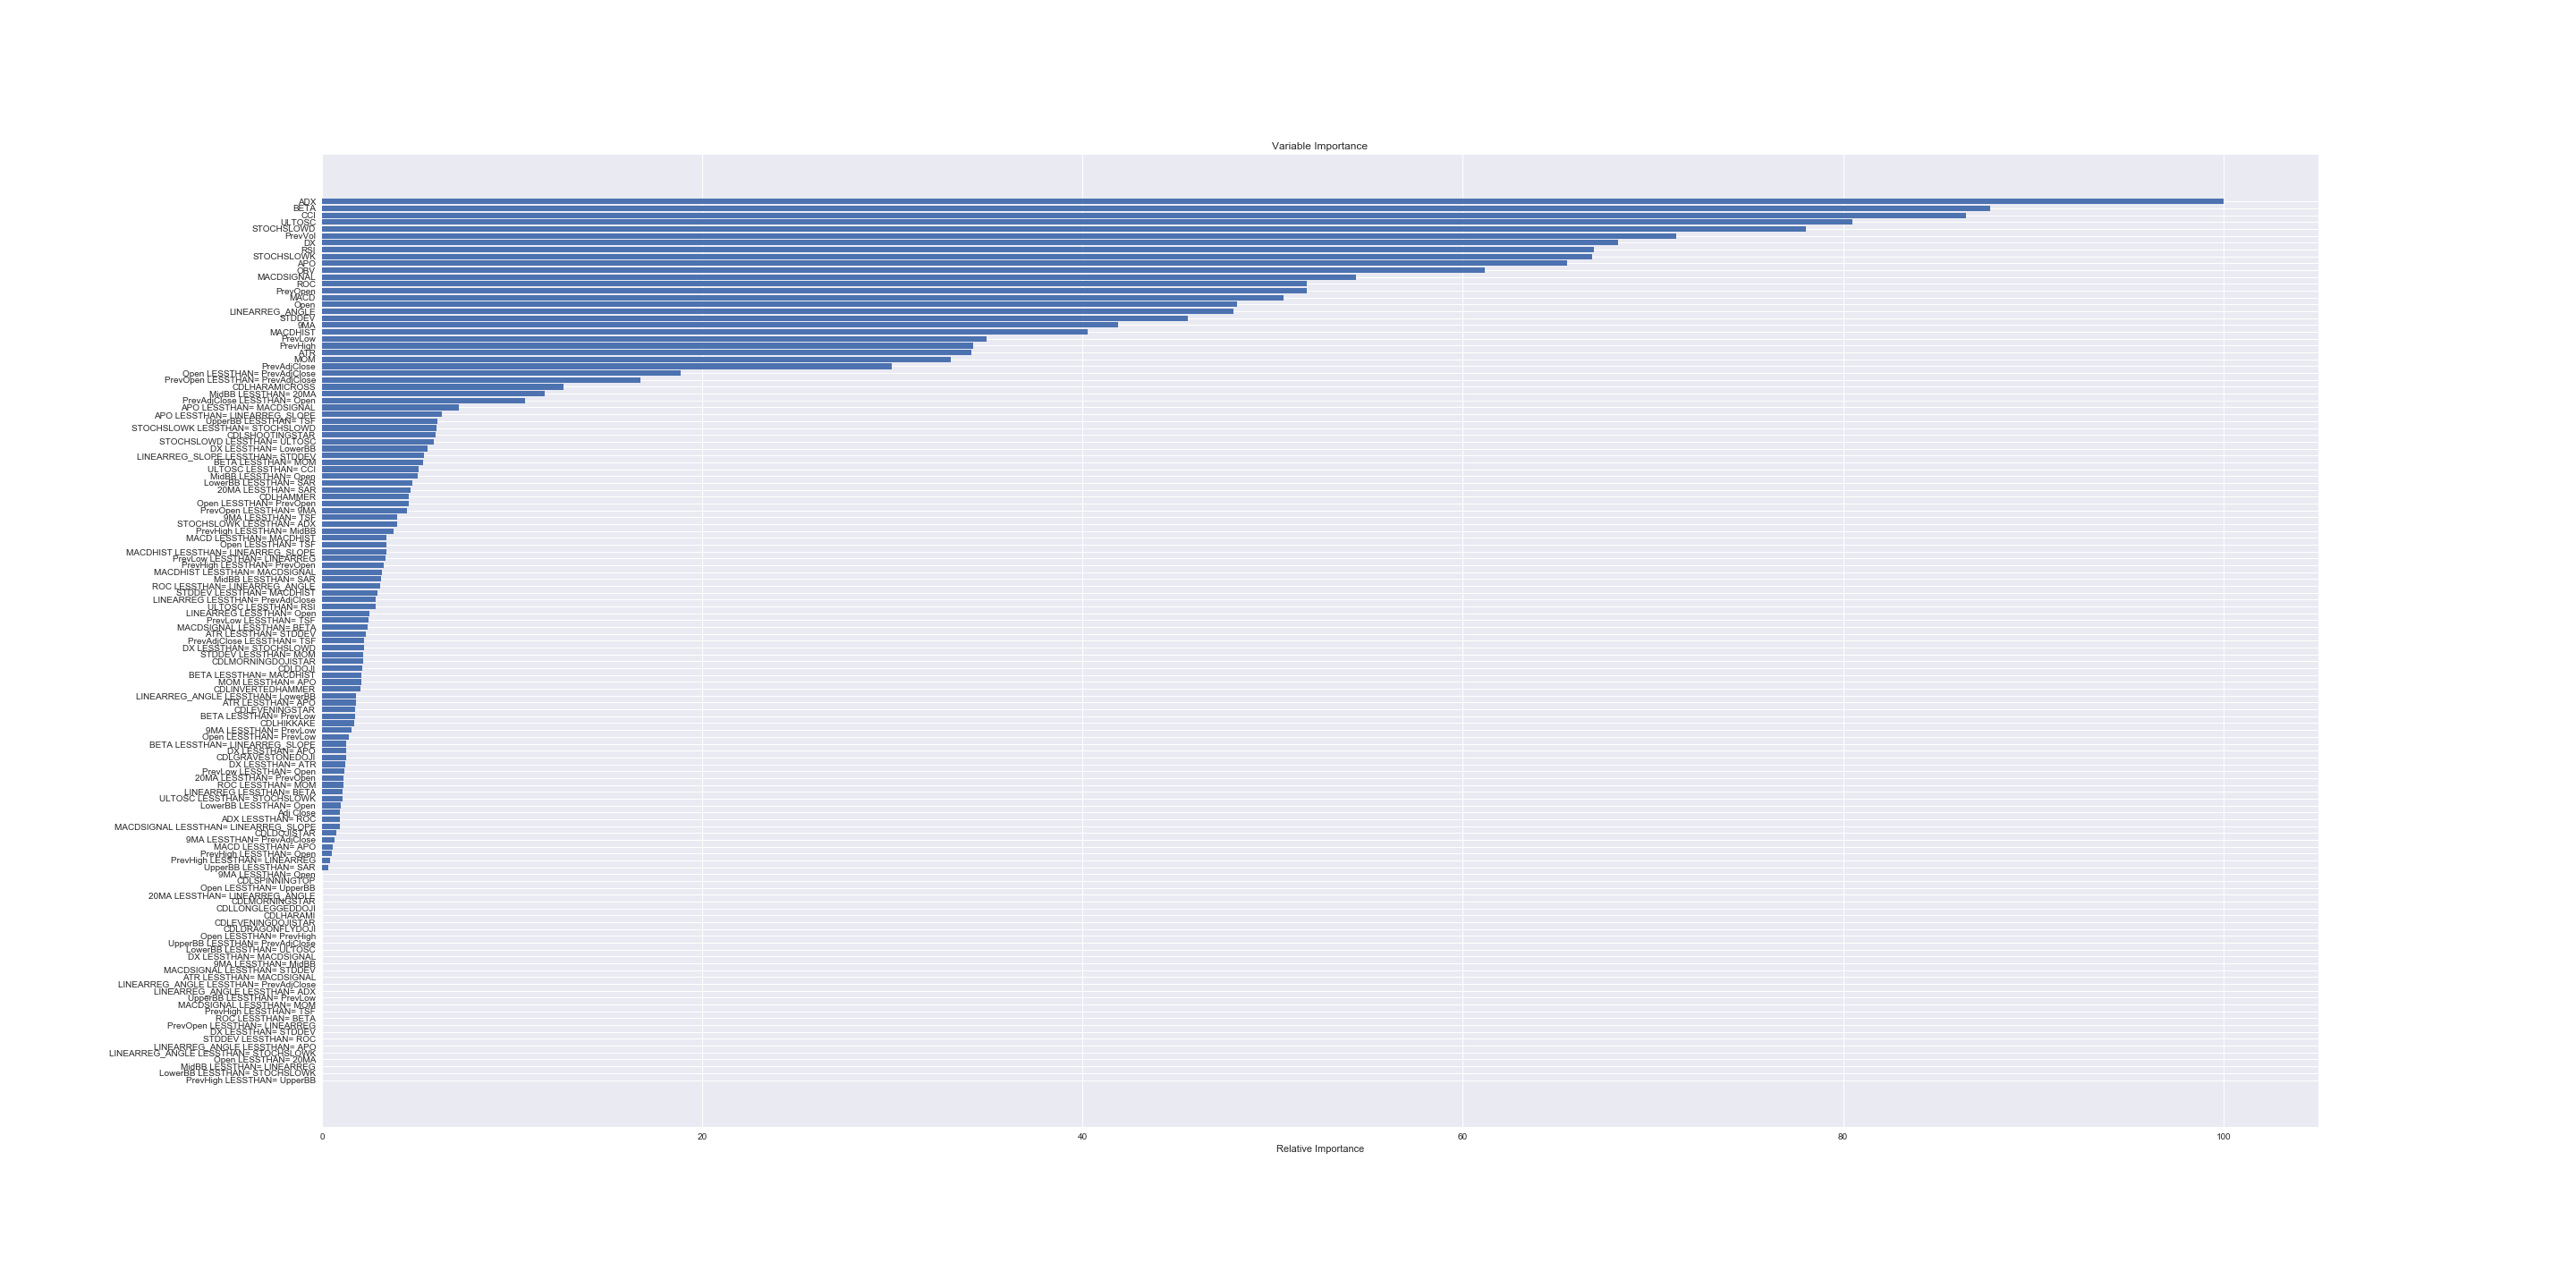 Variable Importance
ADX
BETA
CCI
ULTOSC
STOCHSLOWD
PrevVol
DX
RSI
STOCHSLOWK
APO
OBV
MACDSIGNAL
ROC
PrevOpen
MACD
Open
LINEARREG_ANGLE
STDDEV
9MA
MACDHIST
PrevLow
PrevHigh
ATR
MOM
PrevAdjClose
Open LESSTHAN= PrevAdjClose
PrevOpen LESSTHAN= PrevAdjClose
CDLHARAMICROSS
MidBB LESSTHAN= 20MA
PrevAdjClose LESSTHAN= Open
APO LESSTHAN= MACDSIGNAL
APO LESSTHAN= LINEARREG_SLOPE
UpperBB LESSTHAN= TSF
STOCHSLOWK LESSTHAN= STOCHSLOWD
CDLSHOOTINGSTAR
STOCHSLOWD LESSTHAN= ULTOSC
DX LESSTHAN= LowerBB
LINEARREG_SLOPE LESSTHAN= STDDEV
BETA LESSTHAN= MOM
ULTOSC LESSTHAN= CCI
MidBB LESSTHAN= Open
LowerBB LESSTHAN= SAR
20MA LESSTHAN= SAR
CDLHAMMER
Open LESSTHAN= PrevOpen
PrevOpen LESSTHAN= 9MA
9MA LESSTHAN= TSF
STOCHSLOWK LESSTHAN= ADX
PrevHigh LESSTHAN= MidBB
MACD LESSTHAN= MACDHIST
Open LESSTHAN= TSF
MACDHIST LESSTHAN= LINEARREG_SLOPE
PrevLow LESSTHAN= LINEARREG
PrevHigh LESSTHAN= PrevOpen
MACDHIST LESSTHAN= MACDSIGNAL
MidBB LESSTHAN= SAR
ROC LESSTHAN= LINEARREG_ANGLE
STDDEV LESSTHAN= MACDHIST
LINEARREG LESSTHAN= PrevAdjClose
ULTOSC LESSTHAN= RSI
LINEARREG LESSTHAN= Open
PrevLow LESSTHAN= TSF
MACDSIGNAL LESSTHAN= BETA
ATR LESSTHAN= STDDEV
PrevAdjClose LESSTHAN= TSF
DX LESSTHAN= STOCHSLOWD
STDDEV LESSTHAN= MOM
CDLMORNINGDOJISTAR
CDLDOJI
BETA LESSTHAN= MACDHIST
MOM LESSTHAN= APO
CDLINVERTEDHAMMER
LINEARREG_ANGLE LESSTHAN= LowerBB
ATR LESSTHAN= APO
CDLEVENINGSTAR
BETA LESSTHAN= PrevLow
CDLHIKKAKE
9MA LESSTHAN= PrevLow
Open LESSTHAN= PrevLow
BETA LESSTHAN= LINEARREG_SLOPE
DX LESSTHAN= APO
CDLGRAVESTONEDOJI
DX LESSTHAN= ATR
PrevLow LESSTHAN= Open
20MA LESSTHAN= PrevOpen
ROC LESSTHAN= MOM
LINEARREG LESSTHAN= BETA
ULTOSC LESSTHAN= STOCHSLOWK
LowerBB LESSTHAN= Open
Adj Close
ADX LESSTHAN= ROC
MACDSIGNAL LESSTHAN= LINEARREG_SLOPE
CDLDOJISTAR
9MA LESSTHAN= PrevAdjClose
MACD LESSTHAN= APO
PrevHigh LESSTHAN= Open
PrevHigh LESSTHAN= LINEARREG
UpperBB LESSTHAN= SAR
9MA LESSTHAN= Open
CDLSPINNINGTOP
Open LESSTHAN= UpperBB
20MA LESSTHAN= LINEARREG_ANGLE
CDLMORNINGSTAR
CDLLONGLEGGEDDOJI
CDLHARAMI
CDLEVENINGDOJISTAR
CDLDRAGONFLYDOJI
Open LESSTHAN= PrevHigh
UpperBB LESSTHAN= PrevAdjClose
LowerBB LESSTHAN= ULTOSC
DX LESSTHAN= MACDSIGNAL
9MA LESSTHAN= MidBB
MACDSIGNAL LESSTHAN= STDDEV
ATR LESSTHAN= MACDSIGNAL
LINEARREG_ANGLE LESSTHAN= PrevAdjClose
LINEARREG_ANGLE LESSTHAN= ADX
UpperBB LESSTHAN= PrevLow
MACDSIGNAL LESSTHAN= MOM
PrevHigh LESSTHAN= TSF
ROC LESSTHAN= BETA
PrevOpen LESSTHAN= LINEARREG
DX LESSTHAN= STDDEV
STDDEV LESSTHAN= ROC
LINEARREG_ANGLE LESSTHAN= APO
LINEARREG_ANGLE LESSTHAN= STOCHSLOWK
Open LESSTHAN= 20MA
MidBB LESSTHAN= LINEARREG
LowerBB LESSTHAN= STOCHSLOWK
PrevHigh LESSTHAN= UpperBB
0 20 40 60 80 100
Relative Importance